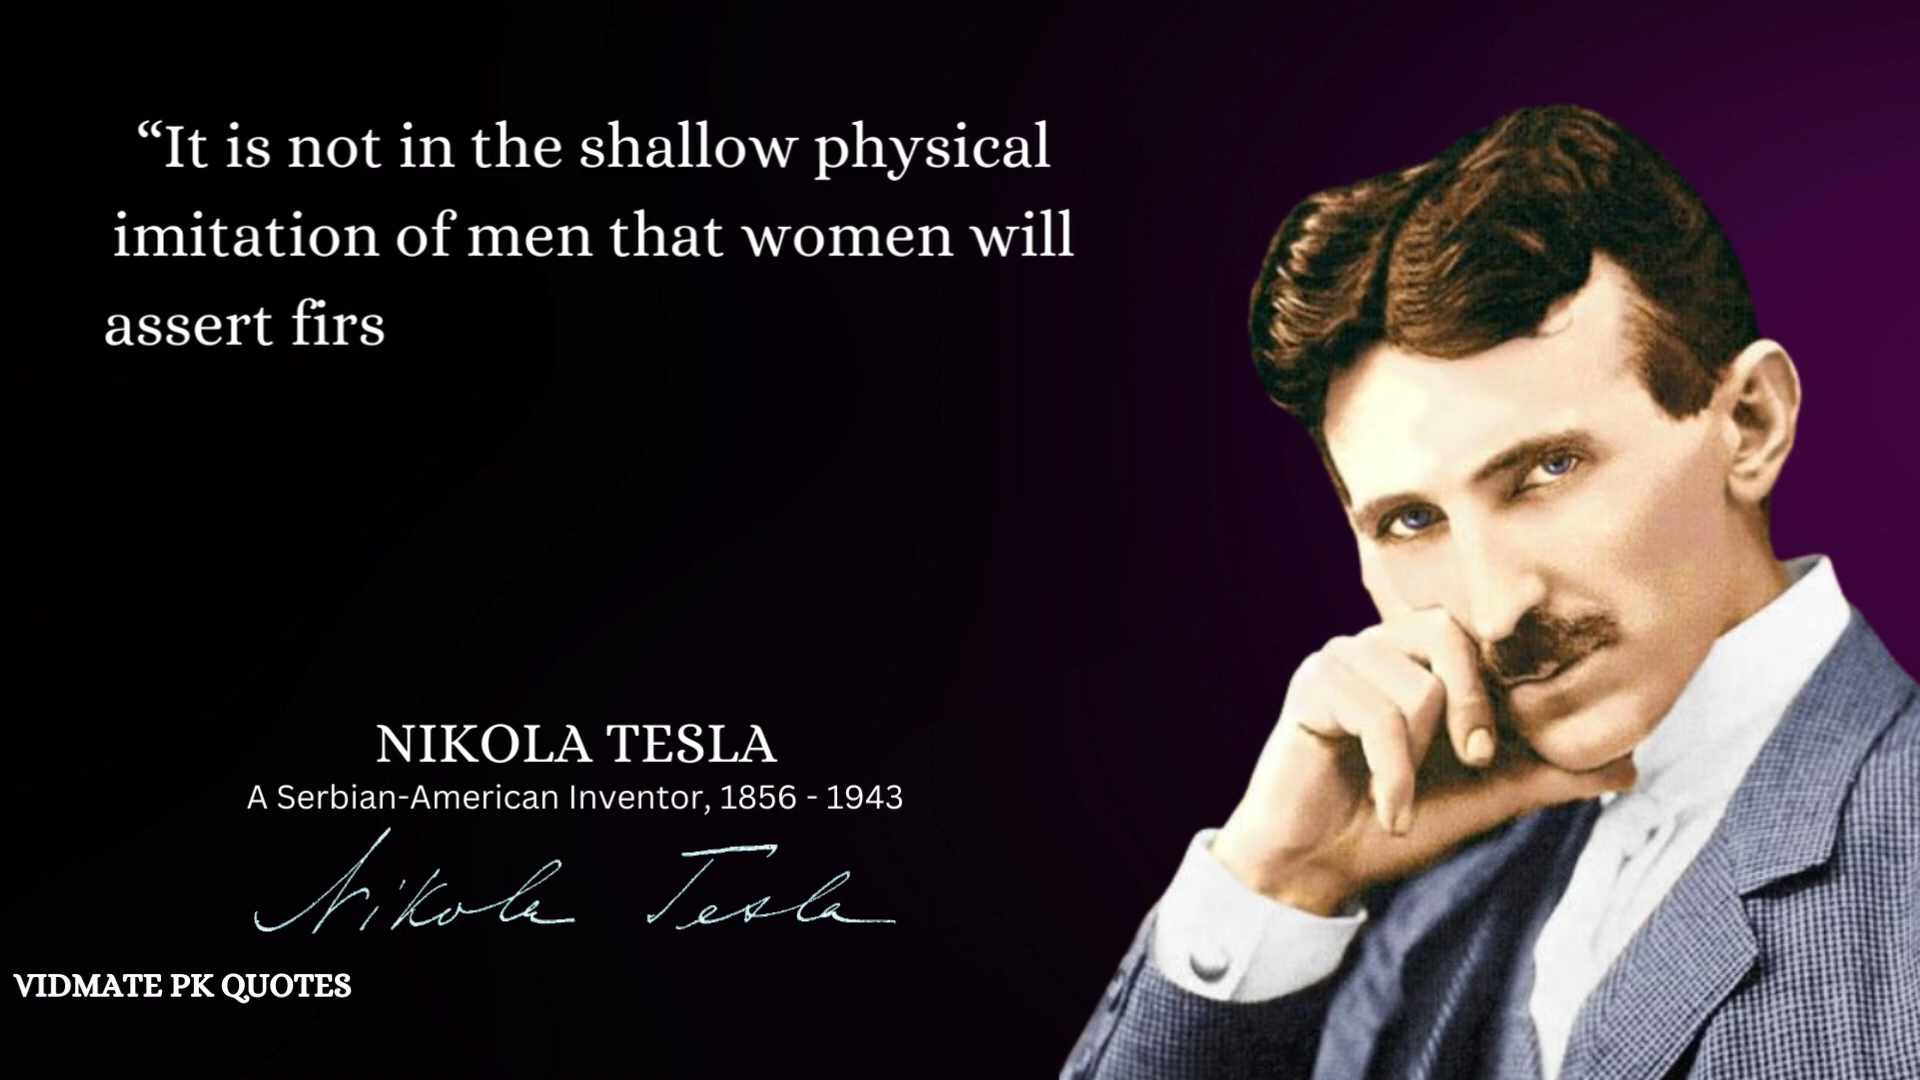 “It is not in the shallow physical
imitation of men that women will
assert firs
NIKOLA TESLA
A Serbian-American Inventor, 1856 - 1943
Nikola Tesla
VIDMATE PK QUOTES